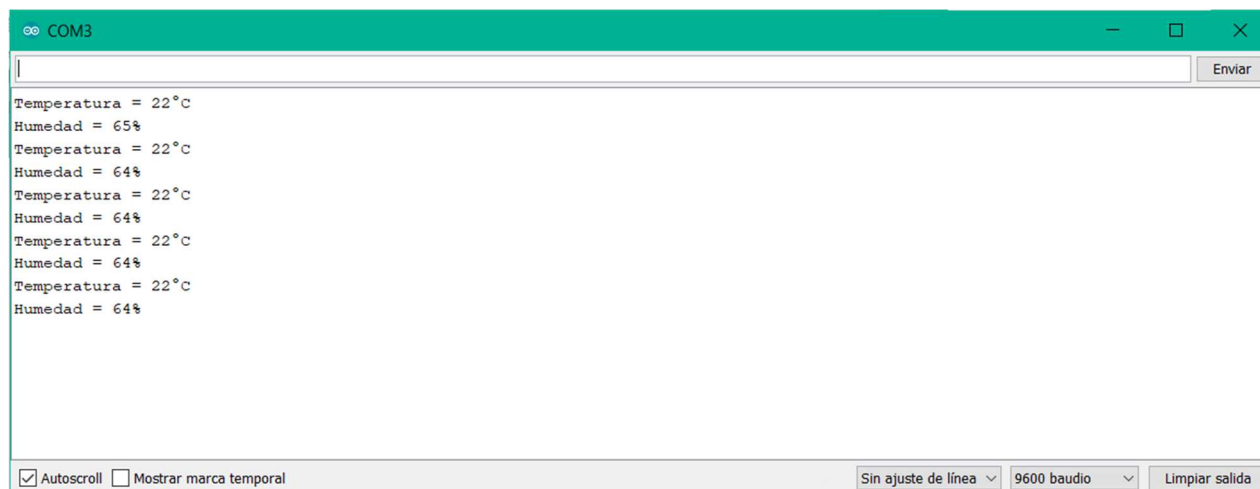 COM3
Enviar
Temperatura = 22°C
Humedad = 65%
Temperatura = 22°C
Humedad = 64%
Temperatura = 22°C
Humedad = 64%
Temperatura = 22°C
Humedad = 64%
Temperatura = 22°C
Humedad = 64%
Autoscroll Mostrar marca temporal Sin ajuste de línea 9600 baudio Limpiar salida